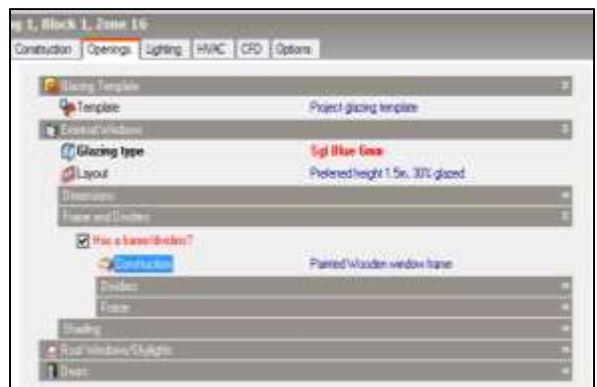 g 1, Block 1, Zone 16
Construction Openings Lighting HVAC CFD Options
Glazing Template
Template Project glazing template
External Windows
Glazing type Sgl Blue 6mm
Layout Preferred height 1.5m, 30% glazed
Dimensions
Frame and Dividers
Has a frame/dividers?
Construction Painted Wooden window frame
Dividers
Frame
Shading
Roof Windows/Skylights
Doors